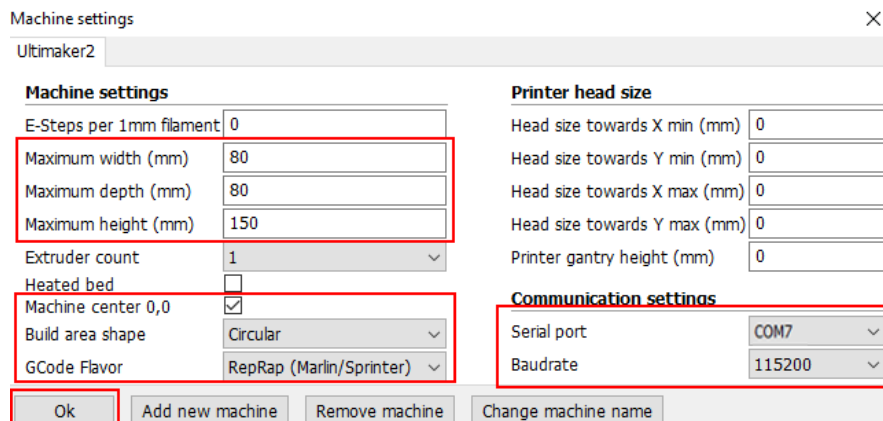 Machine settings
Ultimaker2
Machine settings
E-Steps per 1mm filament 0
Maximum width (mm) 80
Maximum depth (mm) 80
Maximum height (mm) 150
Extruder count 1
Heated bed
Machine center 0,0
Build area shape Circular
GCode Flavor RepRap (Marlin/Sprinter)
Printer head size
Head size towards X min (mm) 0
Head size towards Y min (mm) 0
Head size towards X max (mm) 0
Head size towards Y max (mm) 0
Printer gantry height (mm) 0
Communication settings
Serial port COM7
Baudrate 115200
Ok Add new machine Remove machine Change machine name